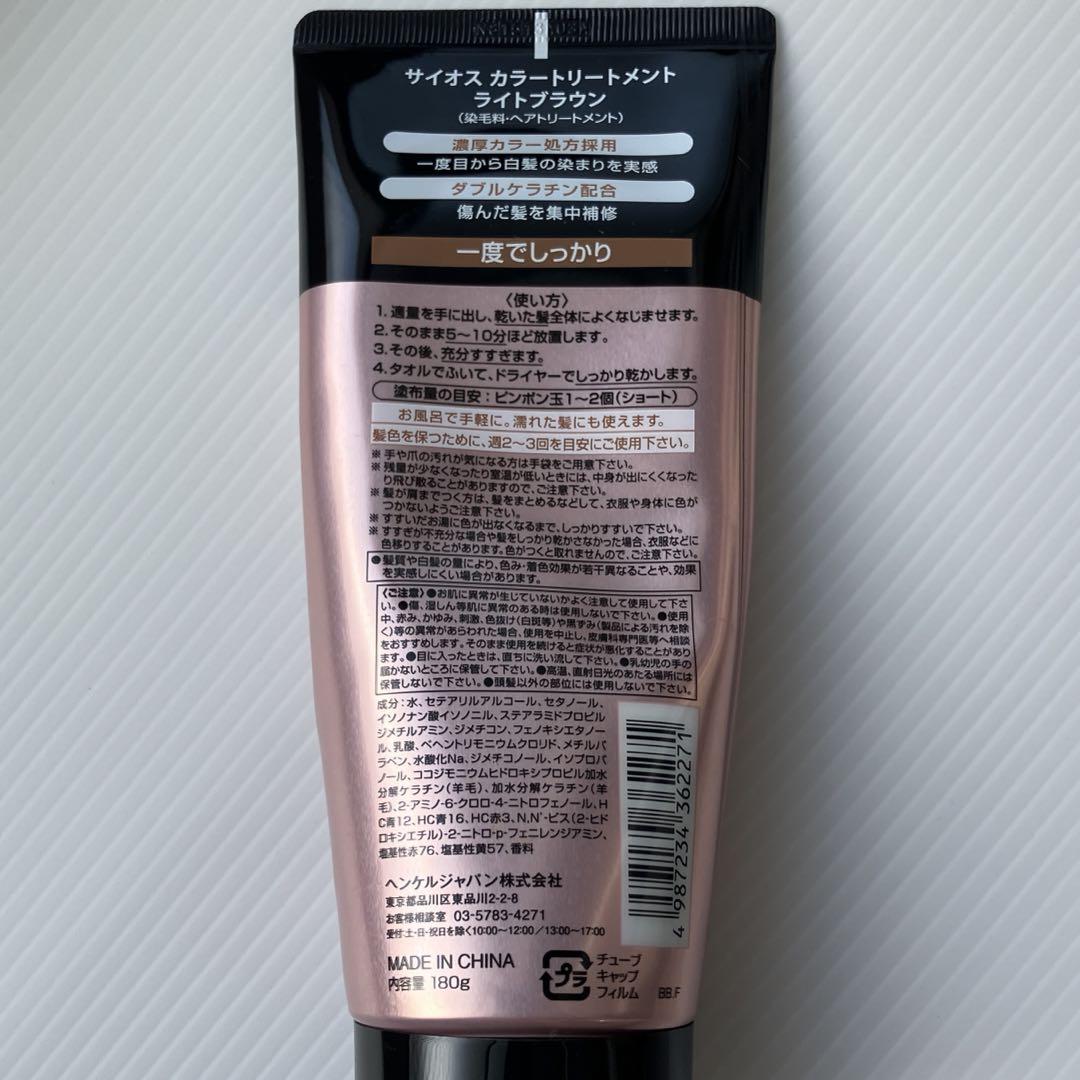 サイオス カラートリートメント
ライトブラウン
(染毛料・ヘアトリートメント)
濃厚カラー処方採用
一度目から白髪の染まりを実感
ダブルケラチン配合
傷んだ髪を集中補修
一度でしっかり
〈使い方〉
1. 適量を手に出し、乾いた髪全体によくなじませます。
2. そのまま5～10分ほど放置します。
3. その後、充分すすぎます。
4. タオルでふいて、ドライヤーでしっかり乾かします。
塗布量の目安：ピンポン玉1～2個(ショート)
お風呂で手軽に。濡れた髪にも使えます。
髪色を保つために、週2～3回を目安にご使用下さい。
※ 手や爪の汚れが気になる方は手袋をご用意下さい。
※ 残量が少なくなったり室温が低いときには、中身が出にくくなった
り飛び散ることがありますので、ご注意下さい。
※ 髪が肩までつく方は、髪をまとめるなどして、衣服や身体に色が
つかないようご注意下さい。
※ すすいだお湯に色が出なくなるまで、しっかりすすいで下さい。
※ すすぎが不充分な場合や髪をしっかり乾かさなかった場合、衣服などに
色移りすることがあります。色がつくと取れませんので、ご注意下さい。
●髪質や白髪の量により、色み・着色効果が若干異なることや、効果
を実感しにくい場合があります。
〈ご注意〉●お肌に異常が生じていないかよく注意して使用して下さ
い。●傷、湿しん等肌に異常のある時は使用しないで下さい。●使用
中、赤み、かゆみ、刺激、色抜け(白斑等)や黒ずみ(製品による汚れを除
く)等の異常があらわれた場合、使用を中止し、皮膚科専門医等へ相談
をおすすめします。そのまま使用を続けると症状が悪化することがあり
ます。●目に入ったときは、直ちに洗い流して下さい。●乳幼児の手の
届かないところに保管して下さい。●高温、直射日光のあたる場所には
保管しないで下さい。●頭髪以外の部位には使用しないで下さい。
成分：水、セテアリルアルコール、セタノール、
イソノナン酸イソノニル、ステアラミドプロピル
ジメチルアミン、ジメチコン、フェノキシエタノー
ル、乳酸、ベヘントリモニウムクロリド、メチルパ
ラベン、水酸化Na、ジメチコノール、イソプロパ
ノール、ココジモニウムヒドロキシプロピル加水
分解ケラチン(羊毛)、加水分解ケラチン(羊
毛)、2-アミノ-6-クロロ-4-ニトロフェノール、H
C青12、HC青16、HC赤3、N,N'-ビス(2-ヒド
ロキシエチル)-2-ニトロ-p-フェニレンジアミン、
塩基性赤76、塩基性黄57、香料
ヘンケルジャパン株式会社
東京都品川区東品川2-2-8
お客様相談室 03-5783-4271
受付:土・日・祝日を除く10:00～12:00／13:00～17:00
MADE IN CHINA
内容量 180g
プラ
チューブ
キャップ
フィルム
BB.F
4 987234 362271